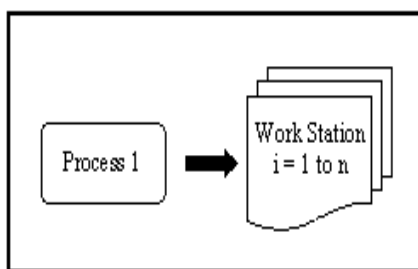 Process 1
Work Station
i = 1 to n